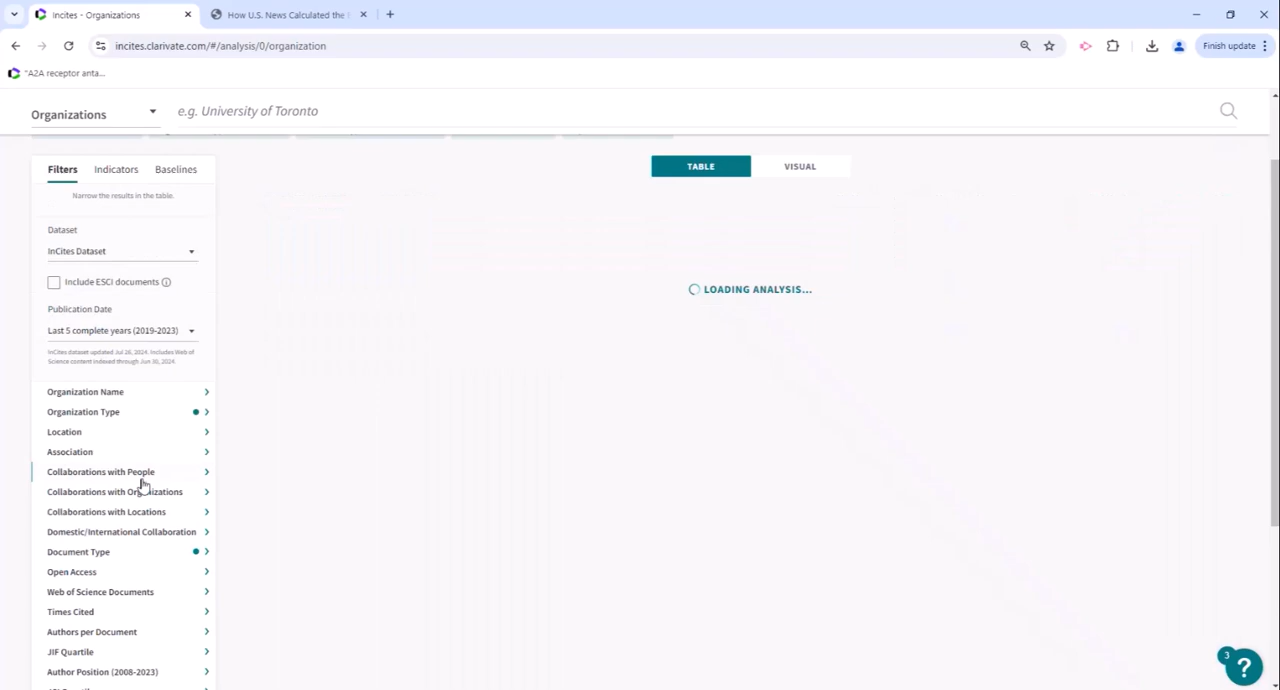 Incites - Organizations
How U.S. News Calculated the
incites.clarivate.com/#/analysis/0/organization
Finish update
"A2A receptor anta...
Organizations
e.g. University of Toronto
Filters
Indicators
Baselines
TABLE
VISUAL
Narrow the results in the table.
Dataset
InCites Dataset
Include ESCI documents
Publication Date
LOADING ANALYSIS...
Last 5 complete years (2019-2023)
InCites dataset updated Jul 26, 2024. Includes Web of
Science content indexed through Jun 30, 2024.
Organization Name
Organization Type
Location
Association
Collaborations with People
Collaborations with Organizations
Collaborations with Locations
Domestic/International Collaboration
Document Type
Open Access
Web of Science Documents
Times Cited
Authors per Document
JIF Quartile
Author Position (2008-2023)
3
?